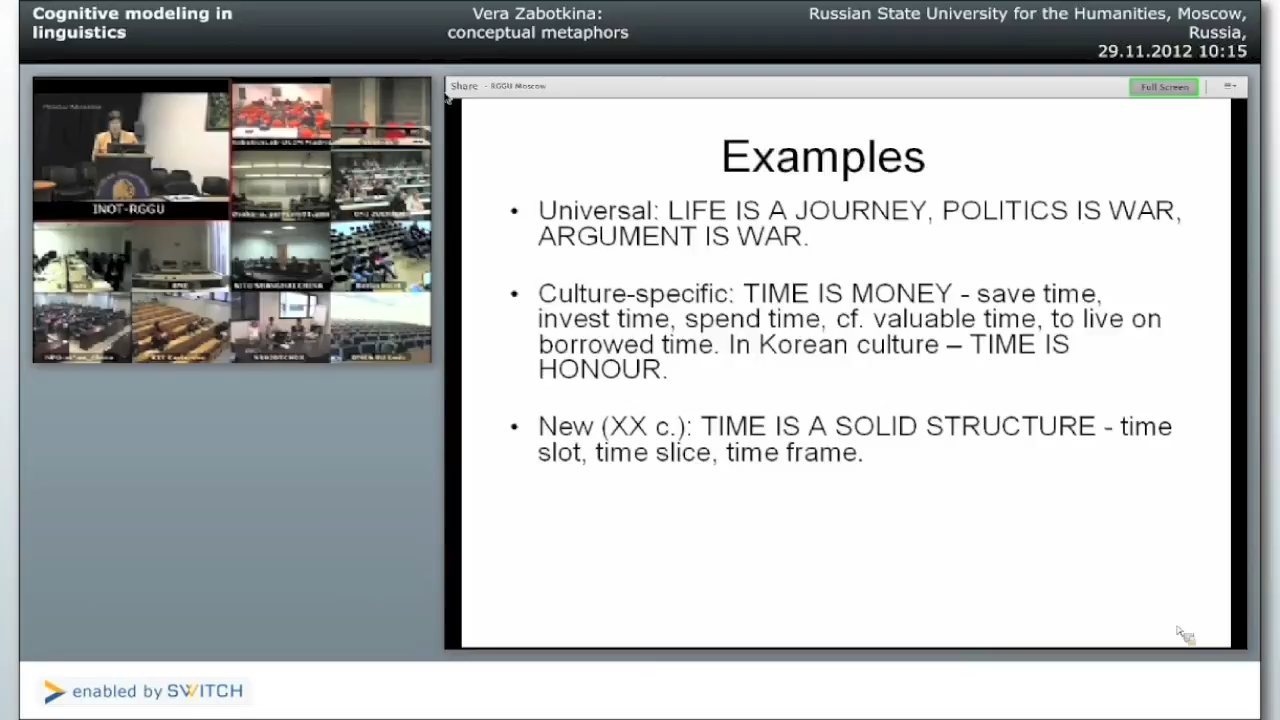 Cognitive modeling in
linguistics
Vera Zabotkina:
conceptual metaphors
Russian State University for the Humanities, Moscow,
Russia,
29.11.2012 10:15
INOT-RGGU
Share - RGGU Moscow
Full Screen
Examples
• Universal: LIFE IS A JOURNEY, POLITICS IS WAR,
ARGUMENT IS WAR.
• Culture-specific: TIME IS MONEY - save time,
invest time, spend time, cf. valuable time, to live on
borrowed time. In Korean culture – TIME IS
HONOUR.
• New (XX c.): TIME IS A SOLID STRUCTURE - time
slot, time slice, time frame.
enabled by SWITCH